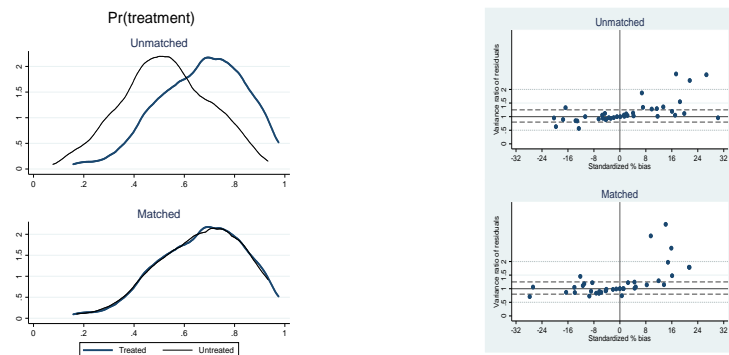 Pr(treatment)
Unmatched
0 .5 1 1.5 2
0 .2 .4 .6 .8 1
Matched
0 .5 1 1.5 2
0 .2 .4 .6 .8 1
Treated Untreated
Unmatched
Variance ratio of residuals
0 .5 1 1.5 2
-32 -24 -16 -8 0 8 16 24 32
Standardized % bias
Matched
Variance ratio of residuals
0 .5 1 1.5 2
-32 -24 -16 -8 0 8 16 24 32
Standardized % bias